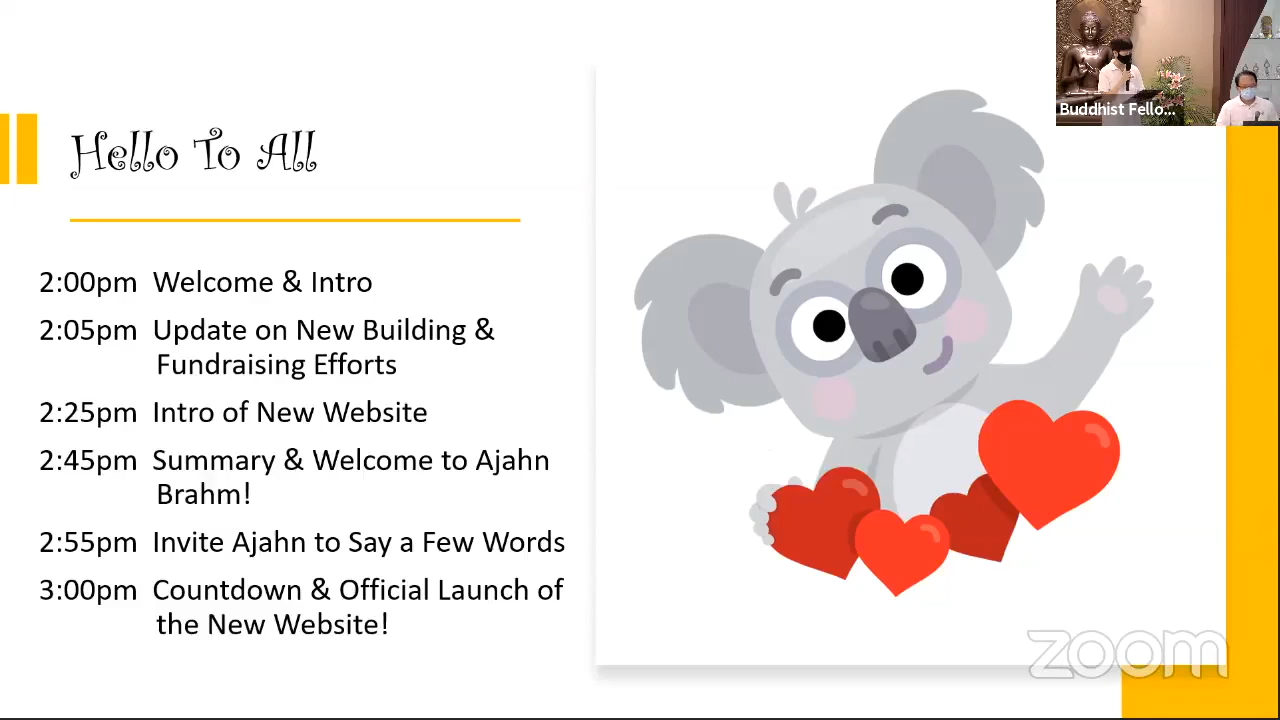 Hello To All
2:00pm Welcome & Intro
2:05pm Update on New Building &
Fundraising Efforts
2:25pm Intro of New Website
2:45pm Summary & Welcome to Ajahn
Brahm!
2:55pm Invite Ajahn to Say a Few Words
3:00pm Countdown & Official Launch of
the New Website!
Buddhist Fello...
zoom